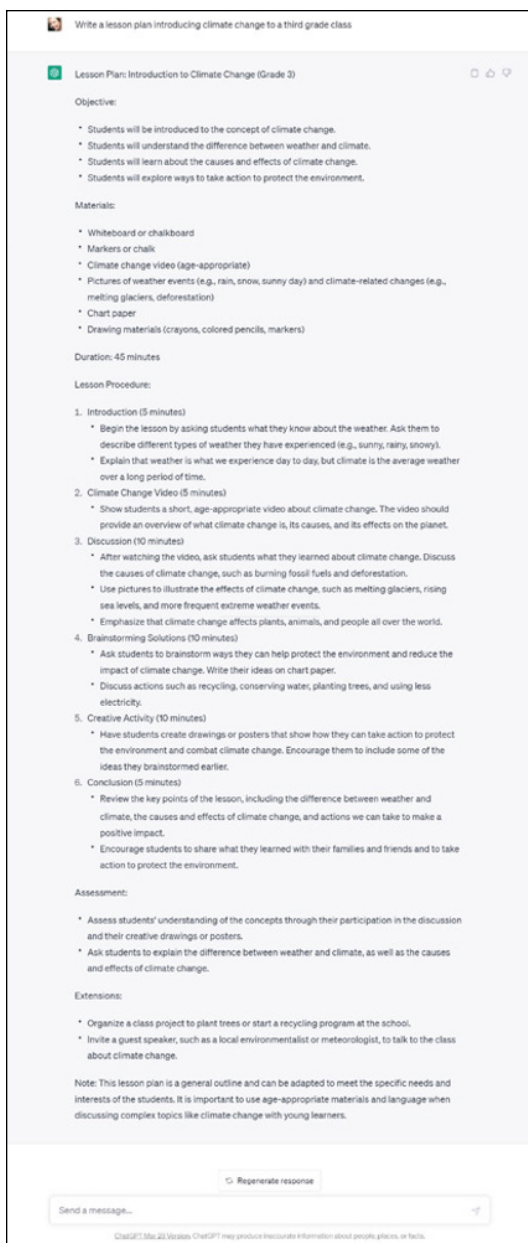 Write a lesson plan introducing climate change to a third grade class
Lesson Plan: Introduction to Climate Change (Grade 3)
Objective:
• Students will be introduced to the concept of climate change.
• Students will understand the difference between weather and climate.
• Students will learn about the causes and effects of climate change.
• Students will explore ways to take action to protect the environment.
Materials:
• Whiteboard or chalkboard
• Markers or chalk
• Climate change video (age-appropriate)
• Pictures of weather events (e.g., rain, snow, sunny day) and climate-related changes (e.g.,
melting glaciers, deforestation)
• Chart paper
• Drawing materials (crayons, colored pencils, markers)
Duration: 45 minutes
Lesson Procedure:
1. Introduction (5 minutes)
• Begin the lesson by asking students what they know about the weather. Ask them to
describe different types of weather they have experienced (e.g., sunny, rainy, snowy).
• Explain that weather is what we experience day to day, but climate is the average weather
over a long period of time.
2. Climate Change Video (5 minutes)
• Show students a short, age-appropriate video about climate change. The video should
provide an overview of what climate change is, its causes, and its effects on the planet.
3. Discussion (10 minutes)
• After watching the video, ask students what they learned about climate change. Discuss
the causes of climate change, such as burning fossil fuels and deforestation.
• Use pictures to illustrate the effects of climate change, such as melting glaciers, rising
sea levels, and more frequent extreme weather events.
• Emphasize that climate change affects plants, animals, and people all over the world.
4. Brainstorming Solutions (10 minutes)
• Ask students to brainstorm ways they can help protect the environment and reduce the
impact of climate change. Write their ideas on chart paper.
• Discuss actions such as recycling, conserving water, planting trees, and using less
electricity.
5. Creative Activity (10 minutes)
• Have students create drawings or posters that show how they can take action to protect
the environment and combat climate change. Encourage them to include some of the
ideas they brainstormed earlier.
6. Conclusion (5 minutes)
• Review the key points of the lesson, including the difference between weather and
climate, the causes and effects of climate change, and actions we can take to make a
positive impact.
• Encourage students to share what they learned with their families and friends and to take
action to protect the environment.
Assessment:
• Assess students' understanding of the concepts through their participation in the discussion
and their creative drawings or posters.
• Ask students to explain the difference between weather and climate, as well as the causes
and effects of climate change.
Extensions:
• Organize a class project to plant trees or start a recycling program at the school.
• Invite a guest speaker, such as a local environmentalist or meteorologist, to talk to the class
about climate change.
Note: This lesson plan is a general outline and can be adapted to meet the specific needs and
interests of the students. It is important to use age-appropriate materials and language when
discussing complex topics like climate change with young learners.
Regenerate response
Send a message...
ChatGPT Mar 23 Version. ChatGPT may produce inaccurate information about people, places, or facts.